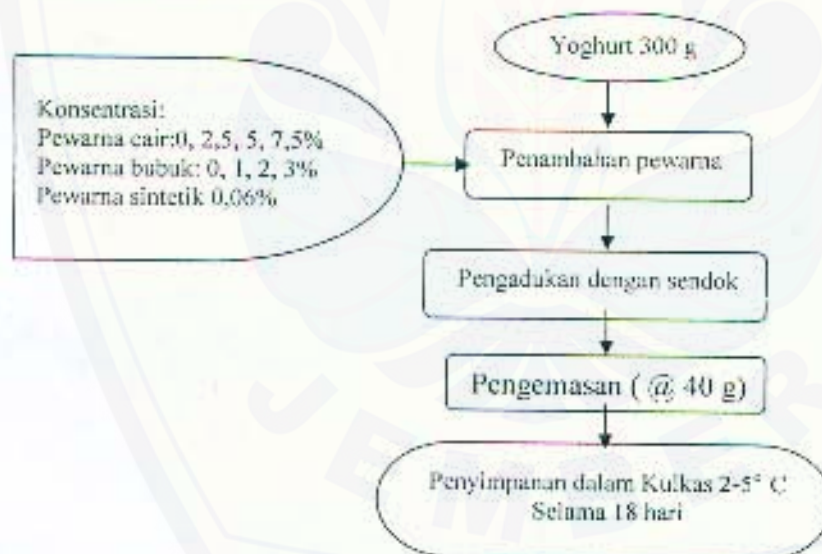 Yoghurt 300 g
Konsentrasi:
Pewarna cair:0, 2,5, 5, 7,5%
Pewarna bubuk: 0, 1, 2, 3%
Pewarna sintetik 0,06%
Penambahan pewarna
Pengadukan dengan sendok
Pengemasan ( @ 40 g)
Penyimpanan dalam Kulkas 2-5° C
Selama 18 hari
JEMBER